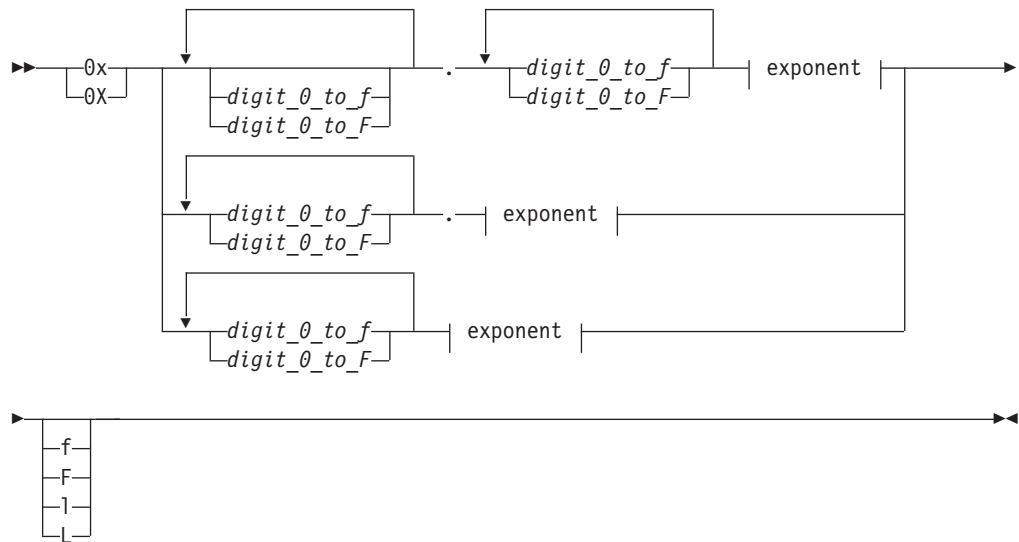 0x . digit_0_to_f exponent
0X digit_0_to_f digit_0_to_F
digit_0_to_F
digit_0_to_f . exponent
digit_0_to_F
digit_0_to_f exponent
digit_0_to_F
f
F
l
L